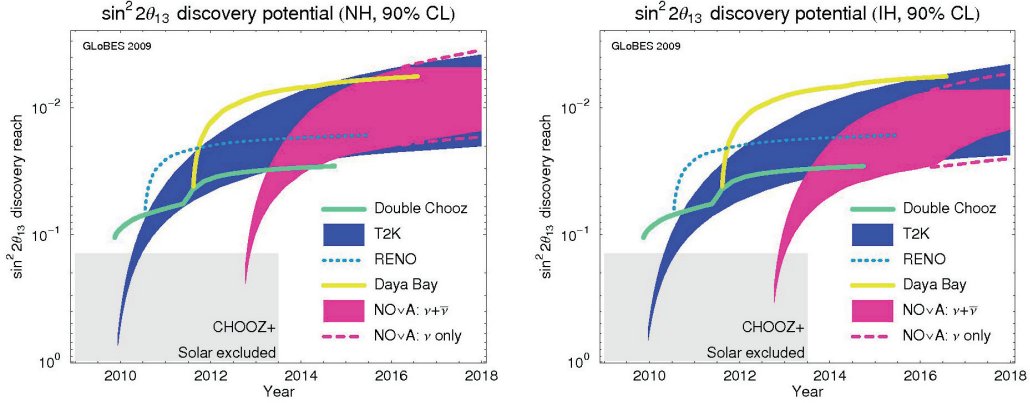 sin² 2θ₁₃ discovery potential (NH, 90% CL)
GLoBES 2009
sin² 2θ₁₃ discovery reach
10⁻²
10⁻¹
10⁰
Double Chooz
T2K
RENO
Daya Bay
NOνA: ν+ν̅
NOνA: ν only
CHOOZ+
Solar excluded
2010 2012 2014 2016 2018
Year
sin² 2θ₁₃ discovery potential (IH, 90% CL)
GLoBES 2009
sin² 2θ₁₃ discovery reach
10⁻²
10⁻¹
10⁰
Double Chooz
T2K
RENO
Daya Bay
NOνA: ν+ν̅
NOνA: ν only
CHOOZ+
Solar excluded
2010 2012 2014 2016 2018
Year